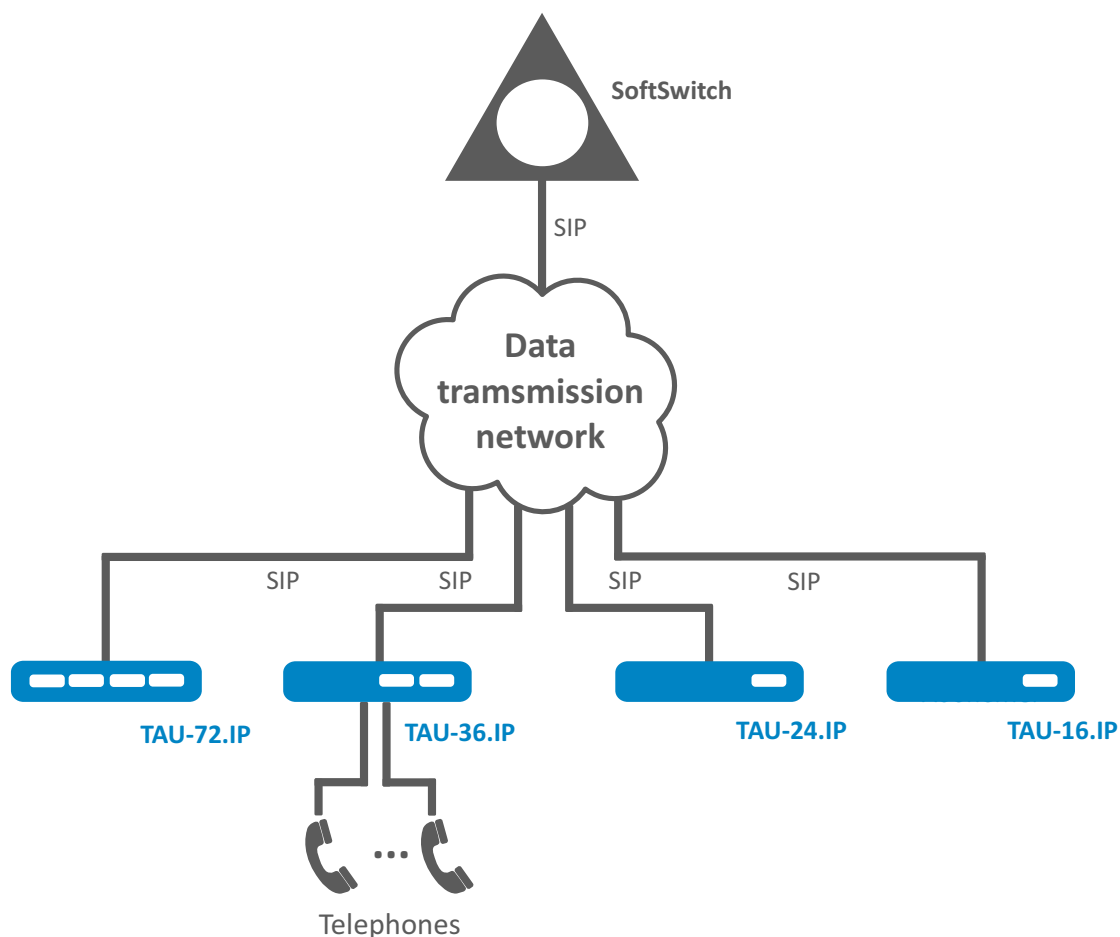 SoftSwitch
SIP
Data
tramsmission
network
SIP
SIP
SIP
SIP
TAU-72.IP
TAU-36.IP
TAU-24.IP
TAU-16.IP
Telephones